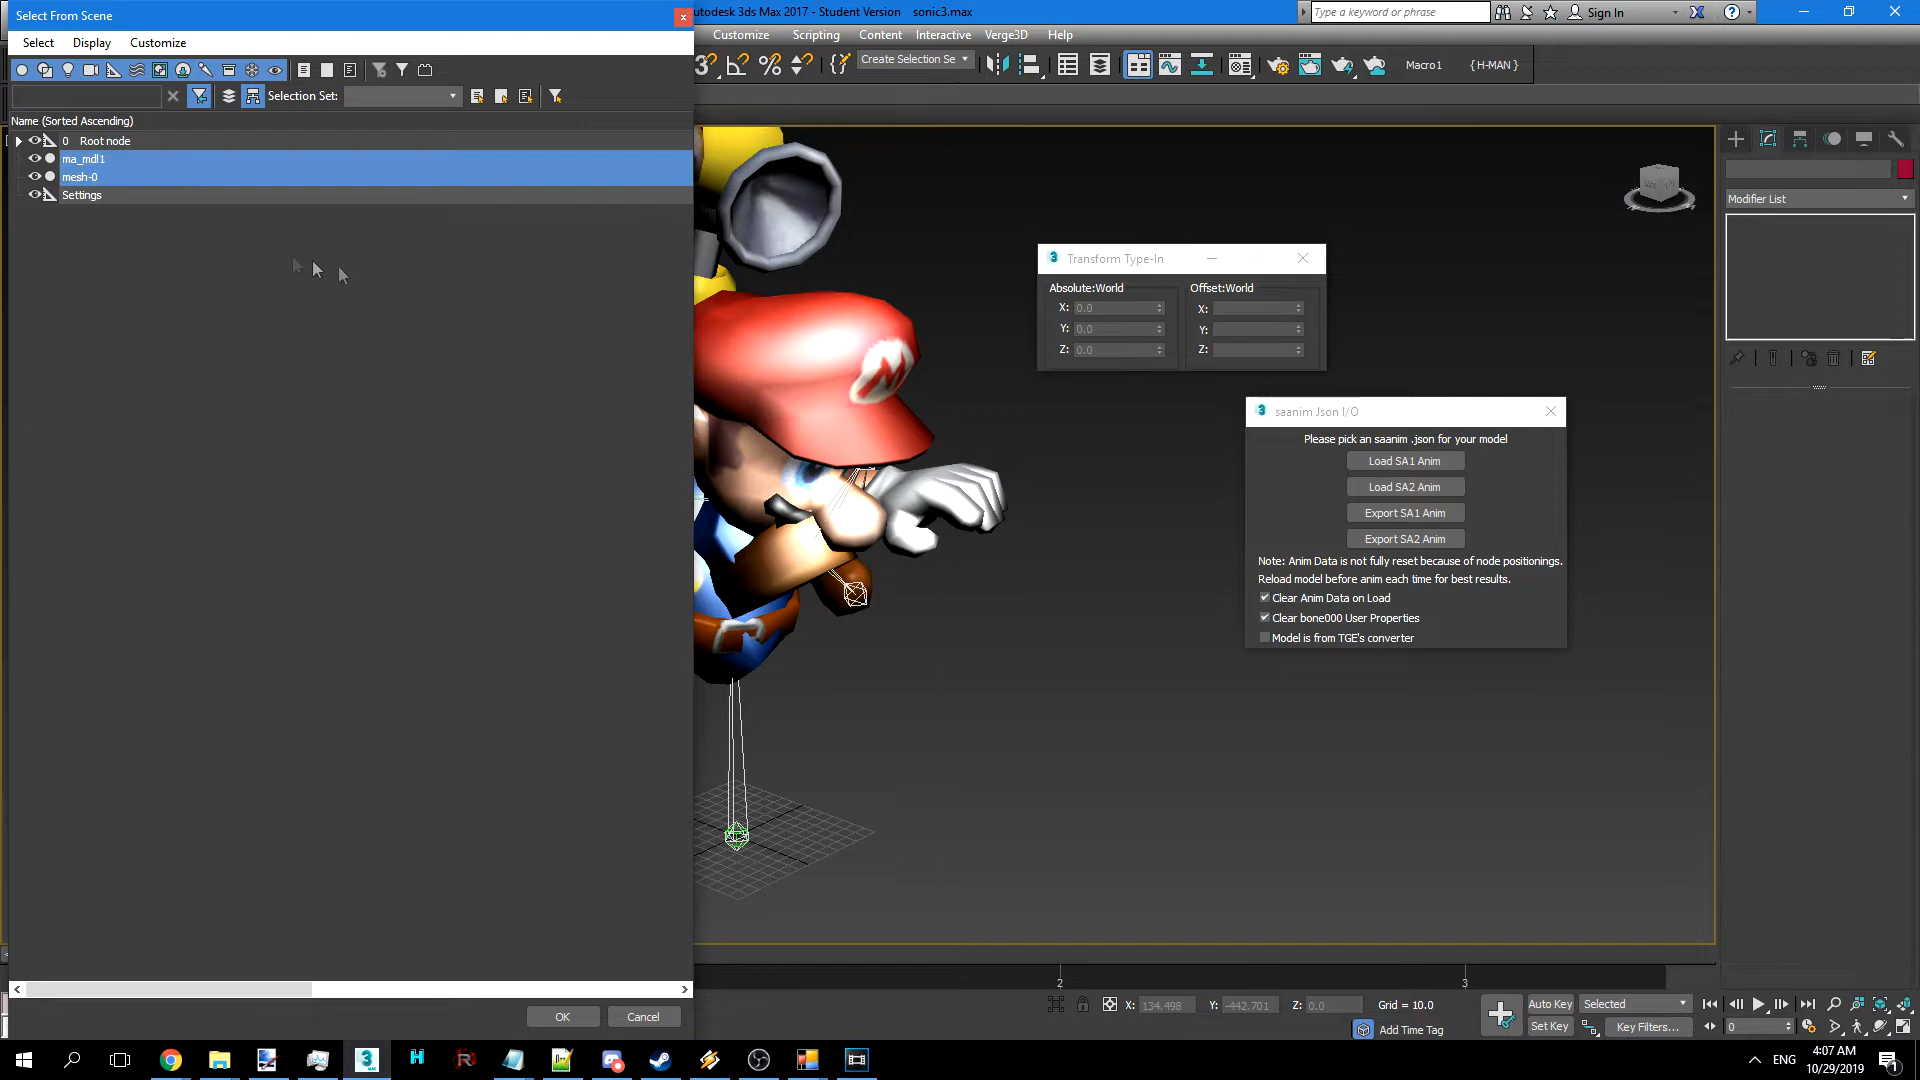 Select From Scene
utodesk 3ds Max 2017 - Student Version sonic3.max
Type a keyword or phrase
Sign In
Select Display Customize
Customize Scripting Content Interactive Verge3D Help
Create Selection Se
Macro1 {H-MAN}
Selection Set:
Name (Sorted Ascending)
0 Root node
ma_mdl1
mesh-0
Settings
Modifier List
M
Transform Type-In
Absolute:World Offset:World
X: 0.0 X:
Y: 0.0 Y:
Z: 0.0 Z:
saanim Json I/O
Please pick an saanim .json for your model
Load SA1 Anim
Load SA2 Anim
Export SA1 Anim
Export SA2 Anim
Note: Anim Data is not fully reset because of node positionings.
Reload model before anim each time for best results.
Clear Anim Data on Load
Clear bone000 User Properties
Model is from TGE's converter
2 3
OK Cancel
X: 134.498 Y: -442.701 Z: 0.0 Grid = 10.0
Add Time Tag
Auto Key Selected
Set Key Key Filters...
0
ENG
4:07 AM
10/29/2019
1